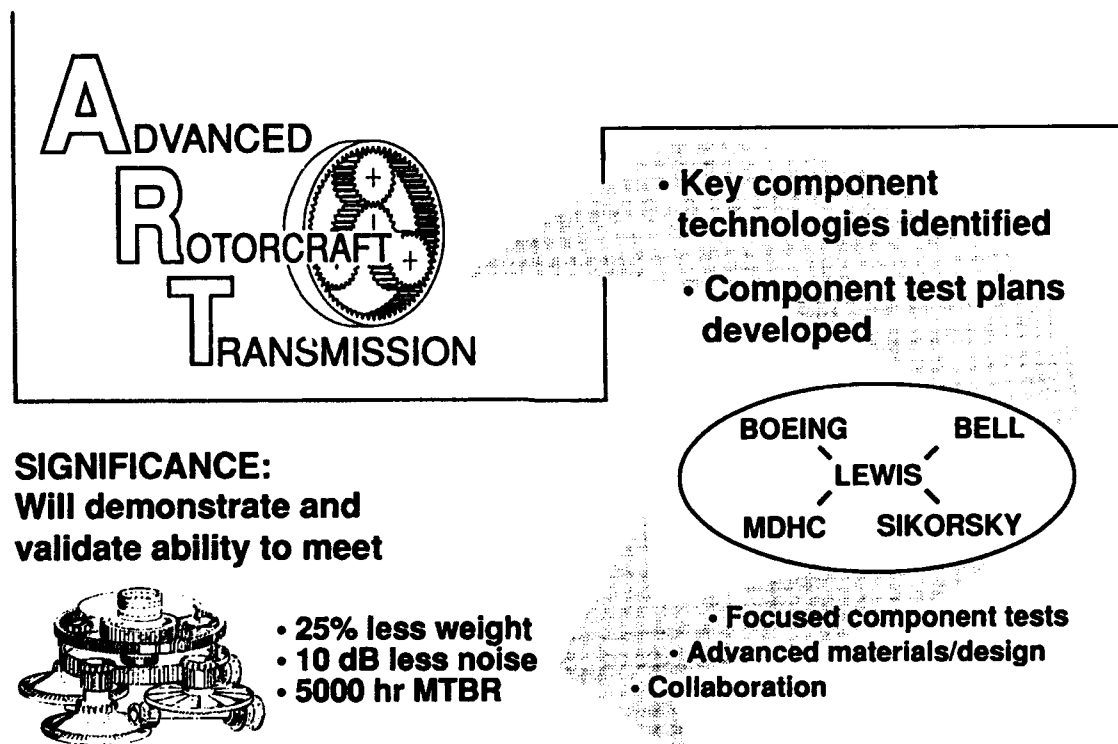 ADVANCED
ROTORCRAFT
TRANSMISSION
• Key component
technologies identified
• Component test plans
developed
BOEING BELL
LEWIS
MDHC SIKORSKY
• Focused component tests
• Advanced materials/design
• Collaboration
SIGNIFICANCE:
Will demonstrate and
validate ability to meet
• 25% less weight
• 10 dB less noise
• 5000 hr MTBR